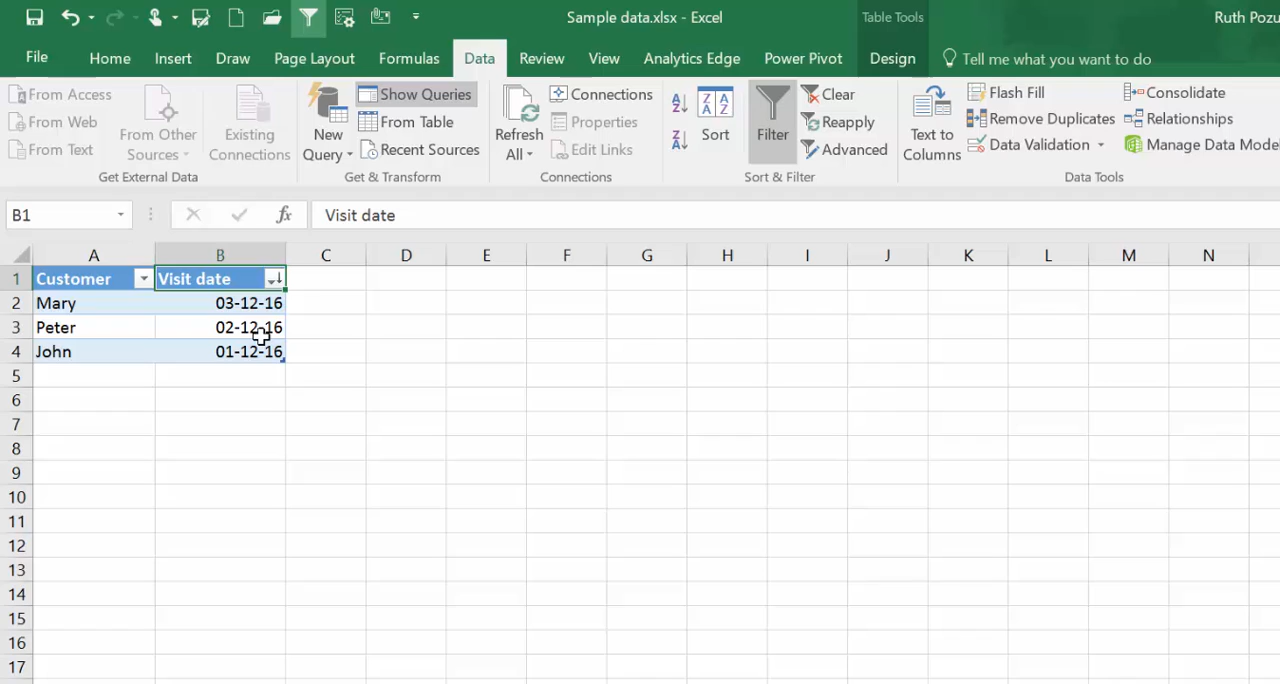 Sample data.xlsx - Excel
Table Tools
Ruth Pozu
File Home Insert Draw Page Layout Formulas Data Review View Analytics Edge Power Pivot Design Tell me what you want to do
From Access
From Web
From Text
From Other Sources
Existing Connections
Get External Data
New Query
Show Queries
From Table
Recent Sources
Get & Transform
Refresh All
Connections
Properties
Edit Links
Connections
Sort
Filter
Clear
Reapply
Advanced
Sort & Filter
Text to Columns
Flash Fill
Remove Duplicates
Data Validation
Consolidate
Relationships
Manage Data Mode
Data Tools
B1 fx Visit date
A B C D E F G H I J K L M N
1 Customer Visit date
2 Mary 03-12-16
3 Peter 02-12-16
4 John 01-12-16
5
6
7
8
9
10
11
12
13
14
15
16
17